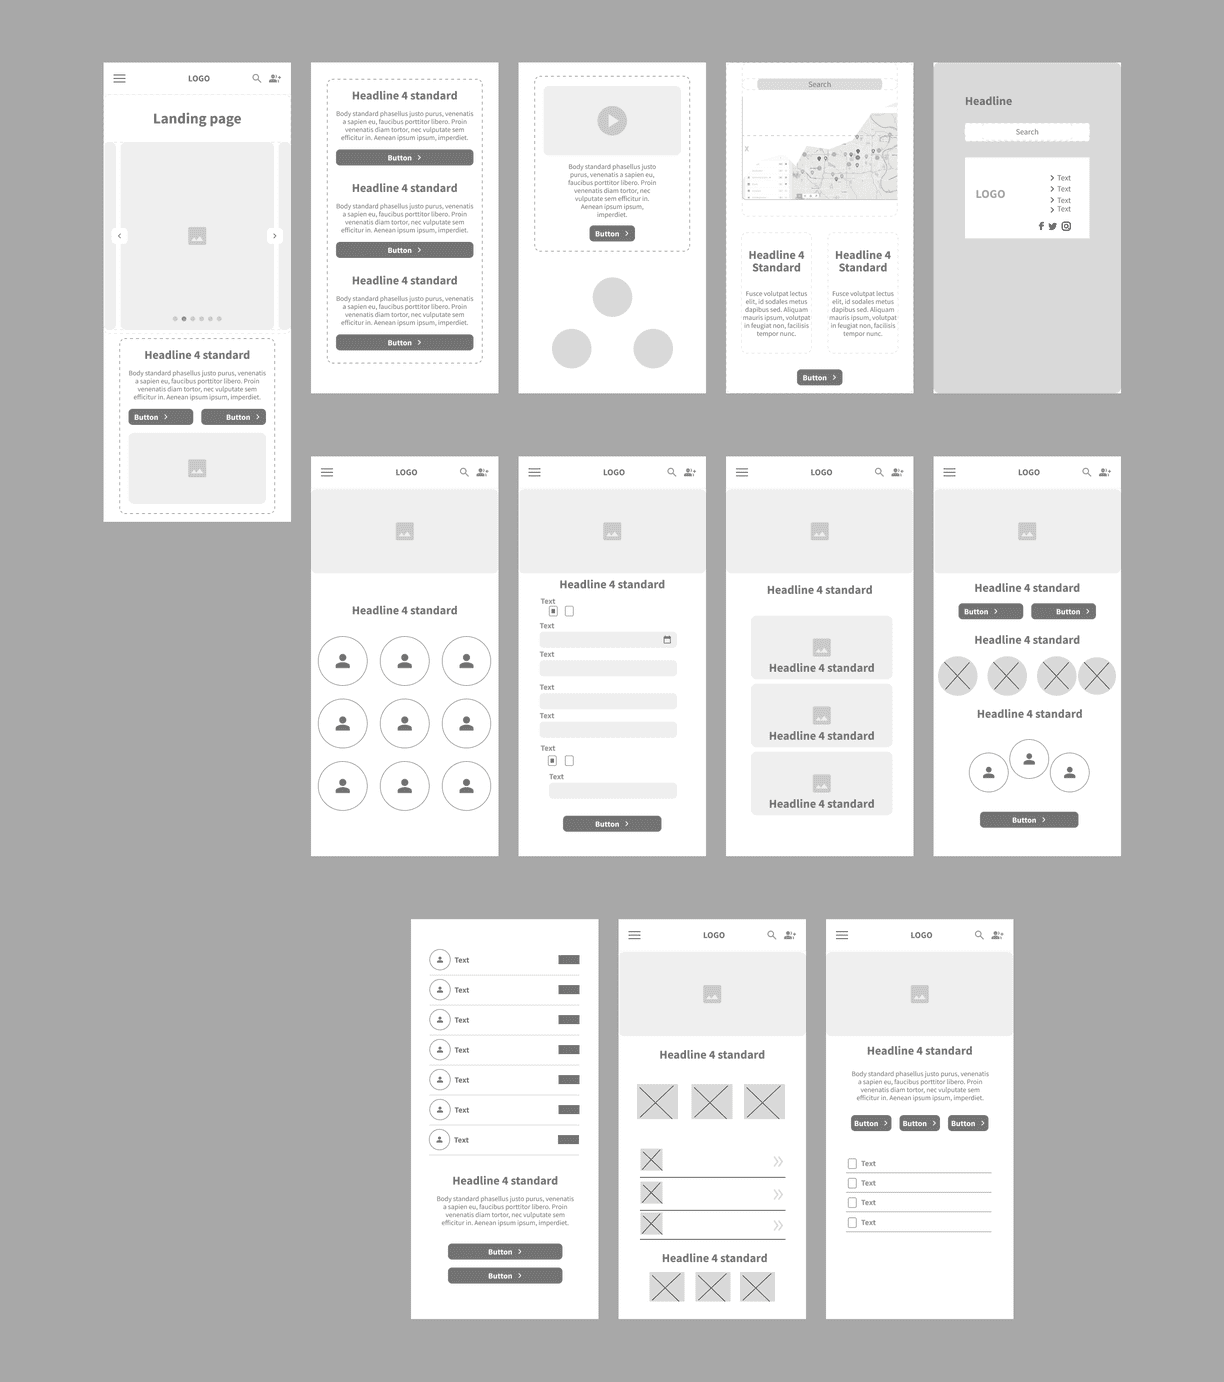 LOGO
Landing page
Headline 4 standard
Body standard phasellus justo purus, venenatis
a sapien eu, faucibus porttitor libero. Proin
venenatis diam tortor, nec vulputate sem
efficitur in. Aenean ipsum ipsum, imperdiet.
Button
Button
Headline 4 standard
Body standard phasellus justo purus, venenatis
a sapien eu, faucibus porttitor libero. Proin
venenatis diam tortor, nec vulputate sem
efficitur in. Aenean ipsum ipsum, imperdiet.
Button
Headline 4 standard
Body standard phasellus justo purus, venenatis
a sapien eu, faucibus porttitor libero. Proin
venenatis diam tortor, nec vulputate sem
efficitur in. Aenean ipsum ipsum, imperdiet.
Button
Headline 4 standard
Body standard phasellus justo purus, venenatis
a sapien eu, faucibus porttitor libero. Proin
venenatis diam tortor, nec vulputate sem
efficitur in. Aenean ipsum ipsum, imperdiet.
Button
Body standard phasellus justo
purus, venenatis a sapien eu,
faucibus porttitor libero. Proin
venenatis diam tortor, nec
vulputate sem efficitur in.
Aenean ipsum ipsum,
imperdiet.
Button
Search
Headline 4
Standard
Fusce volutpat lectus
elit, id sodales metus
dapibus sed. Aliquam
mauris ipsum, volutpat
in feugiat non, facilisis
tempor nunc.
Headline 4
Standard
Fusce volutpat lectus
elit, id sodales metus
dapibus sed. Aliquam
mauris ipsum, volutpat
in feugiat non, facilisis
tempor nunc.
Button
Headline
Search
LOGO
Text
Text
Text
Text
LOGO
Headline 4 standard
LOGO
Headline 4 standard
Text
Text
Text
Text
Text
Text
Text
Button
LOGO
Headline 4 standard
Headline 4 standard
Headline 4 standard
Headline 4 standard
LOGO
Headline 4 standard
Button
Button
Headline 4 standard
Headline 4 standard
Button
Text
Text
Text
Text
Text
Text
Text
Headline 4 standard
Body standard phasellus justo purus, venenatis
a sapien eu, faucibus porttitor libero. Proin
venenatis diam tortor, nec vulputate sem
efficitur in. Aenean ipsum ipsum, imperdiet.
Button
Button
LOGO
Headline 4 standard
Headline 4 standard
LOGO
Headline 4 standard
Body standard phasellus justo purus, venenatis
a sapien eu, faucibus porttitor libero. Proin
venenatis diam tortor, nec vulputate sem
efficitur in. Aenean ipsum ipsum, imperdiet.
Button
Button
Button
Text
Text
Text
Text